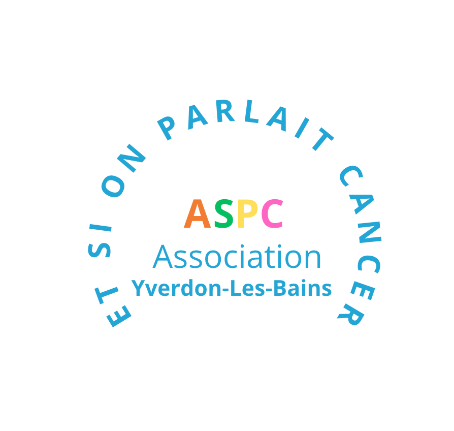 ET SI ON PARLAIT CANCER
ASPC
Association
Yverdon-Les-Bains